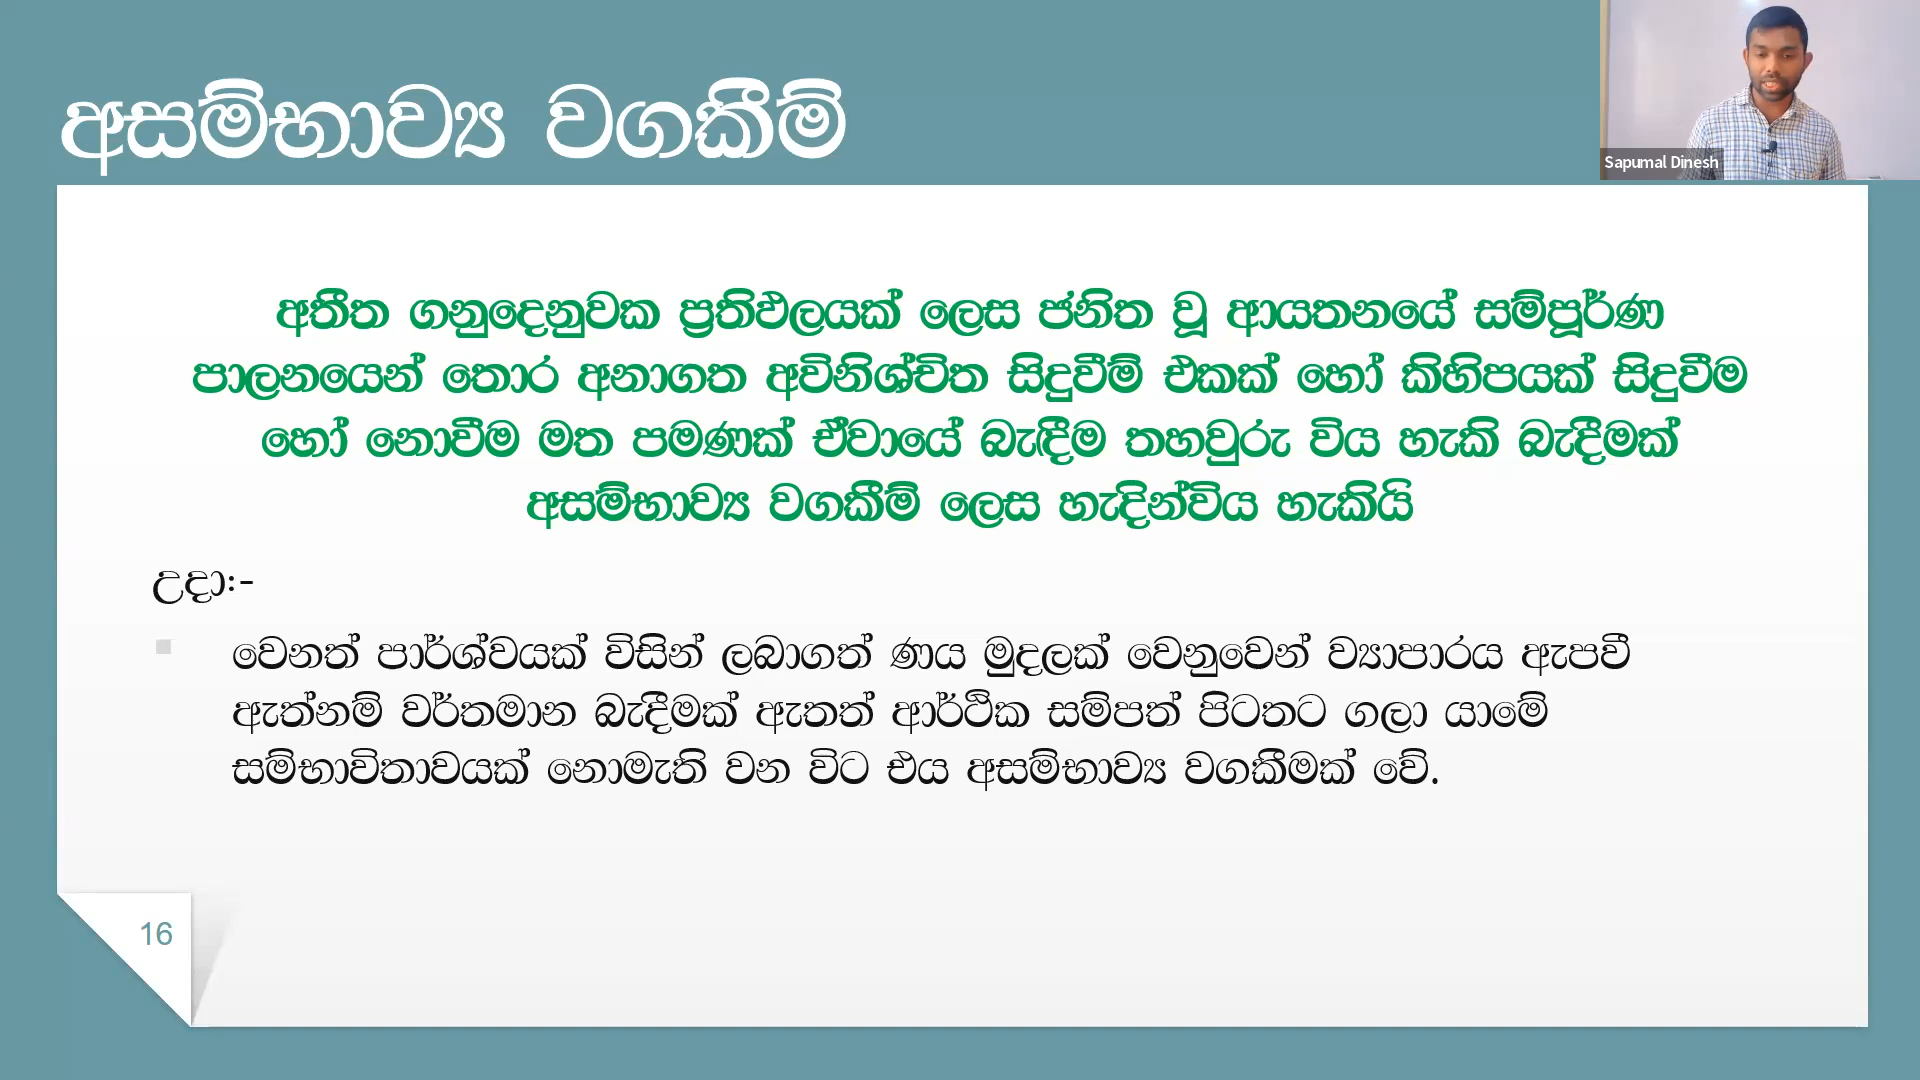 අසම්භාව්‍ය වගකීම්
Sapumal Dinesh
අතීත ගනුදෙනුවක ප්‍රතිඵලයක් ලෙස ජනිත වූ ආයතනයේ සම්පූර්ණ
පාලනයෙන් තොර අනාගත අවිනිශ්චිත සිදුවීම් එකක් හෝ කිහිපයක් සිදුවීම
හෝ නොවීම මත පමණක් ඒවායේ බැඳීම තහවුරු විය හැකි බැදීමක්
අසම්භාව්‍ය වගකීම් ලෙස හැදින්විය හැකියි
උදා:-
වෙනත් පාර්ශ්වයක් විසින් ලබාගත් ණය මුදලක් වෙනුවෙන් ව්‍යාපාරය ඇපවී
ඇත්නම් වර්තමාන බැදීමක් ඇතත් ආර්ථික සම්පත් පිටතට ගලා යාමේ
සම්භාවිතාවයක් නොමැති වන විට එය අසම්භාව්‍ය වගකීමක් වේ.
16